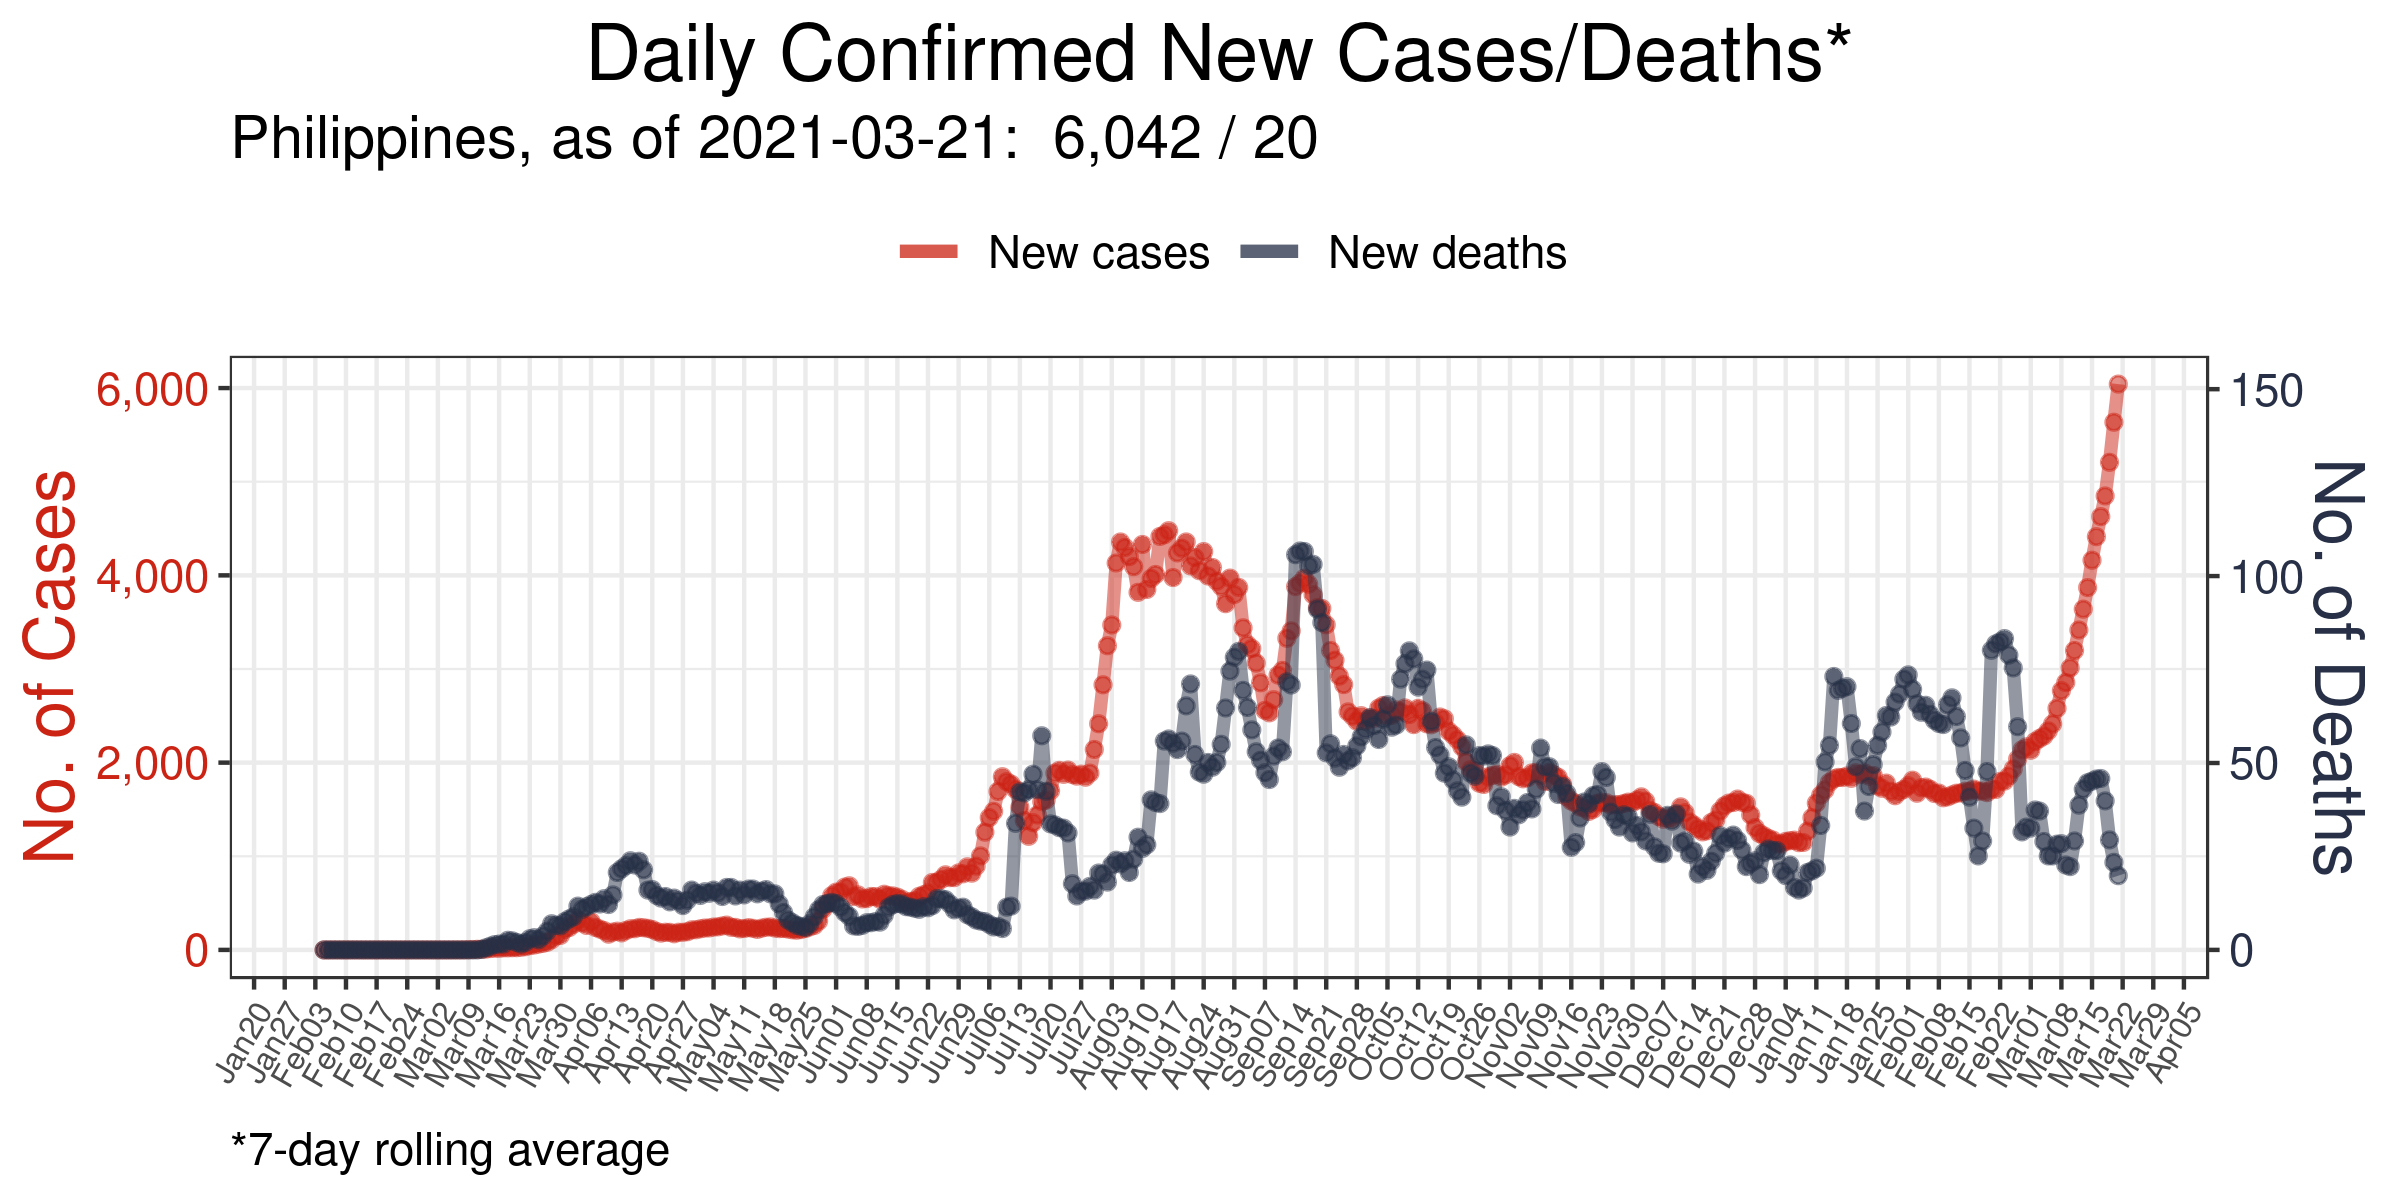 Daily Confirmed New Cases/Deaths*
Philippines, as of 2021-03-21:  6,042 / 20
New cases
New deaths
No. of Cases
6,000
4,000
2,000
0
150
100
50
0
No. of Deaths
Jan20
Jan27
Feb03
Feb10
Feb17
Feb24
Mar02
Mar09
Mar16
Mar23
Mar30
Apr06
Apr13
Apr20
Apr27
May04
May11
May18
May25
Jun01
Jun08
Jun15
Jun22
Jun29
Jul06
Jul13
Jul20
Jul27
Aug03
Aug10
Aug17
Aug24
Aug31
Sep07
Sep14
Sep21
Sep28
Oct05
Oct12
Oct19
Oct26
Nov02
Nov09
Nov16
Nov23
Nov30
Dec07
Dec14
Dec21
Dec28
Jan04
Jan11
Jan18
Jan25
Feb01
Feb08
Feb15
Feb22
Mar01
Mar08
Mar15
Mar22
Mar29
Apr05
*7-day rolling average